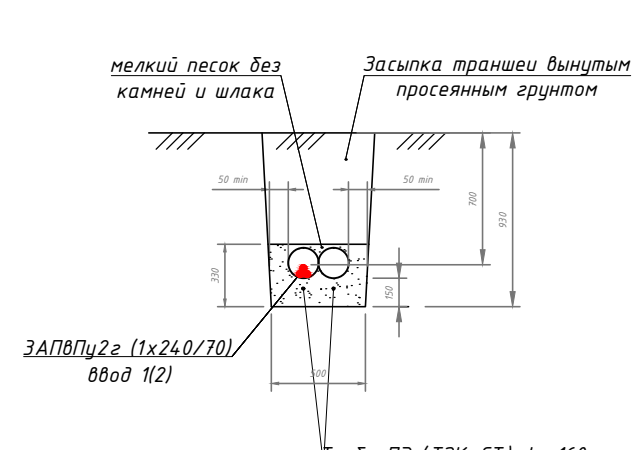 мелкий песок без
камней и шлака
Засыпка траншеи вынутым
просеянным грунтом
50 min
50 min
700
930
330
150
3АПвПу2г (1х240/70)
ввод 1(2)
500